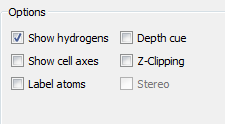 Options
Show hydrogens Depth cue
Show cell axes Z-Clipping
Label atoms Stereo